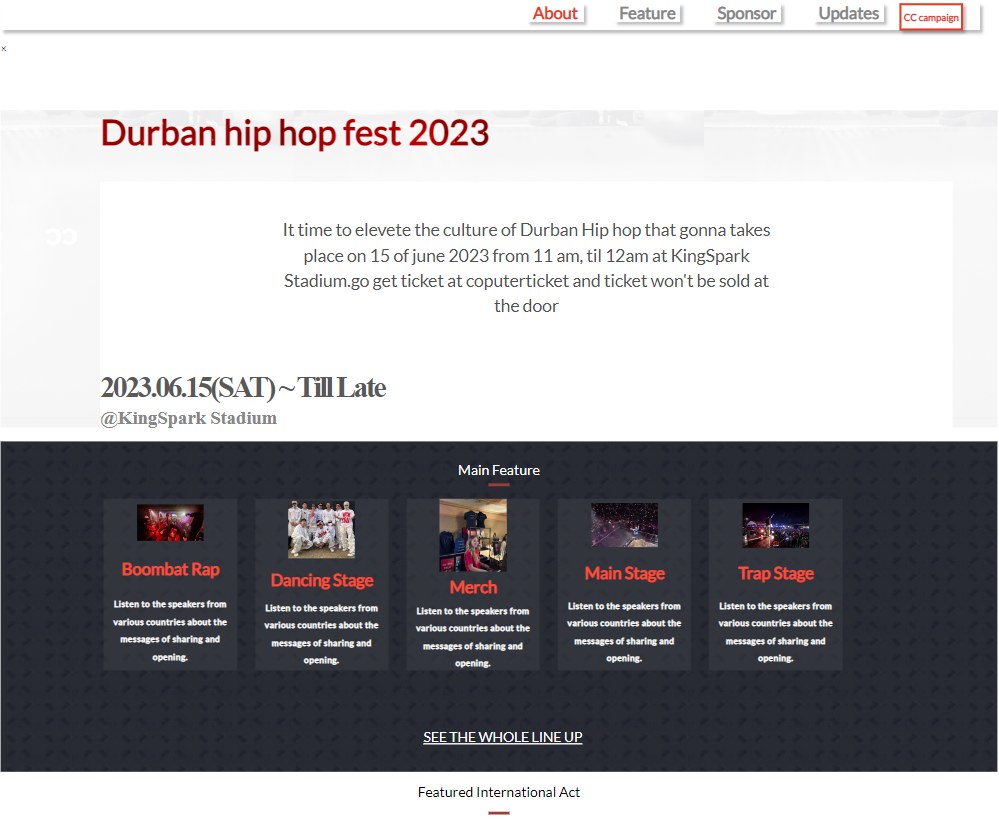 About Feature Sponsor Updates CC campaign
×
Durban hip hop fest 2023
It time to elevete the culture of Durban Hip hop that gonna takes
place on 15 of june 2023 from 11 am, til 12am at KingSpark
Stadium.go get ticket at coputerticket and ticket won't be sold at
the door
2023.06.15(SAT) ~ Till Late
@KingSpark Stadium
Main Feature
Boombat Rap
Listen to the speakers from
various countries about the
messages of sharing and
opening.
Dancing Stage
Listen to the speakers from
various countries about the
messages of sharing and
opening.
Merch
Listen to the speakers from
various countries about the
messages of sharing and
opening.
Main Stage
Listen to the speakers from
various countries about the
messages of sharing and
opening.
Trap Stage
Listen to the speakers from
various countries about the
messages of sharing and
opening.
SEE THE WHOLE LINE UP
Featured International Act